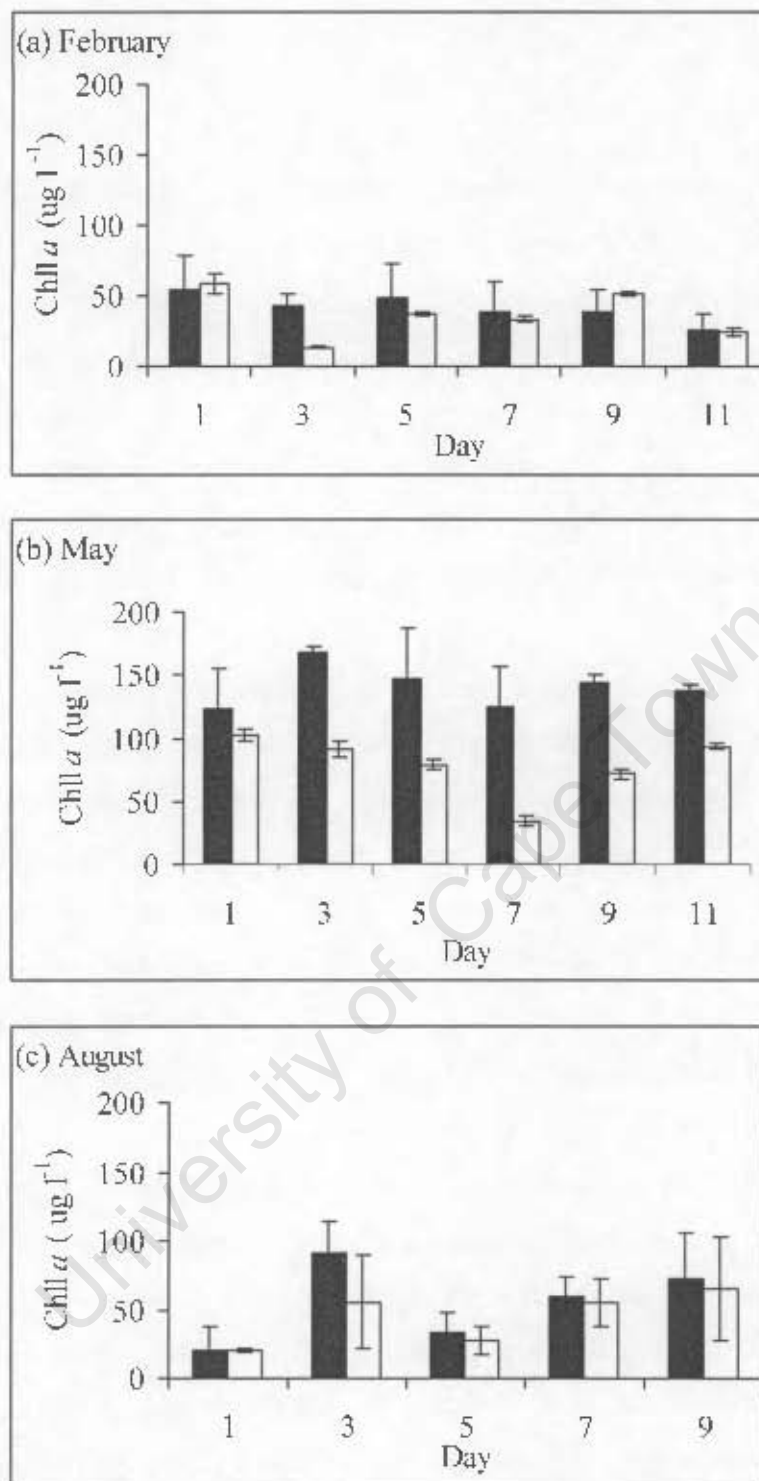 (a) February
200
150
100
50
0
Chll a (ug l⁻¹)
1 3 5 7 9 11
Day
(b) May
200
150
100
50
0
Chll a (ug l⁻¹)
1 3 5 7 9 11
Day
(c) August
200
150
100
50
0
Chll a ( ug l⁻¹)
1 3 5 7 9
Day
University of Cape Town